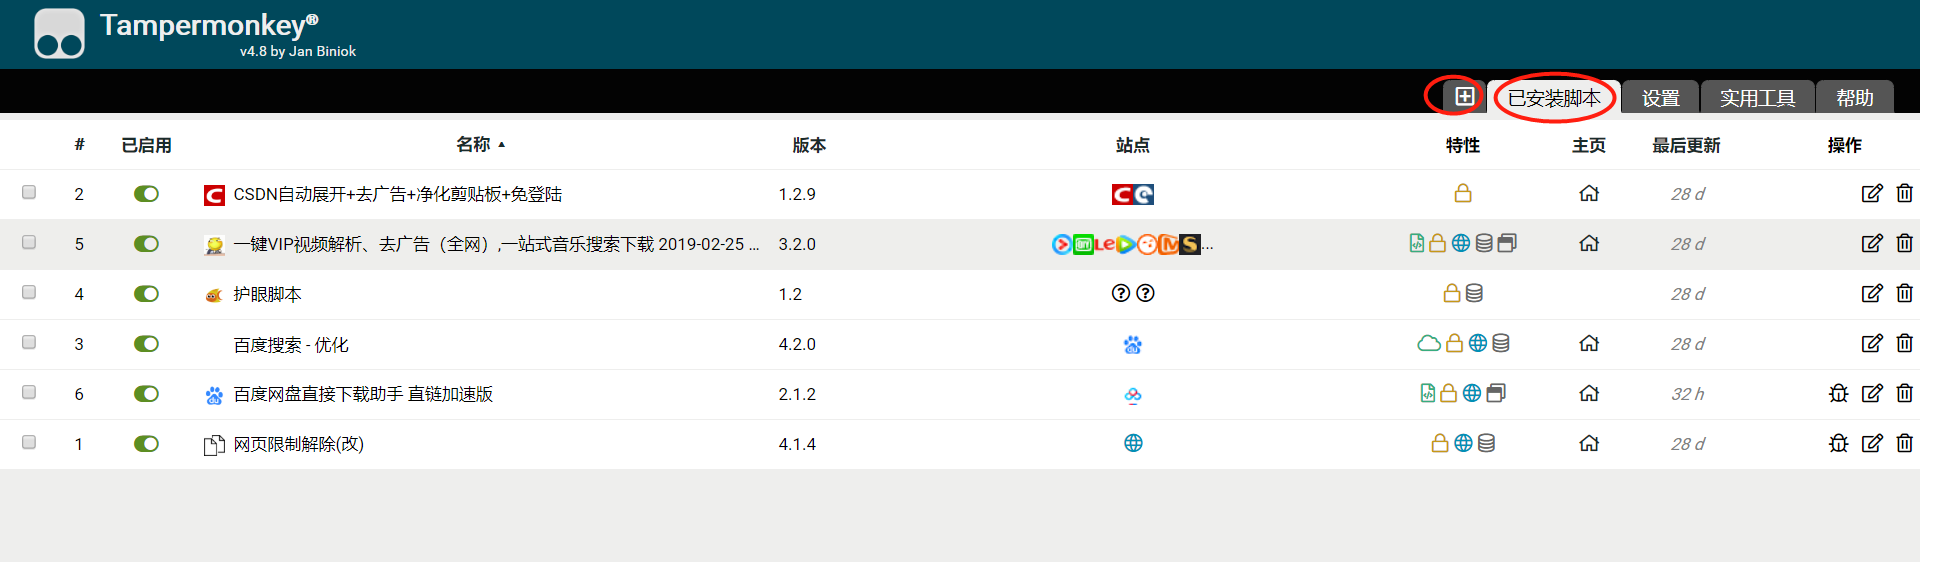 Tampermonkey®
v4.8 by Jan Biniok
已安装脚本 设置 实用工具 帮助
# 已启用 名称 版本 站点 特性 主页 最后更新 操作
2 CSDN自动展开+去广告+净化剪贴板+免登陆 1.2.9 28 d
5 一键VIP视频解析、去广告（全网）,一站式音乐搜索下载 2019-02-25 ... 3.2.0 ... 28 d
4 护眼脚本 1.2 28 d
3 百度搜索 - 优化 4.2.0 28 d
6 百度网盘直接下载助手 直链加速版 2.1.2 32 h
1 网页限制解除(改) 4.1.4 28 d